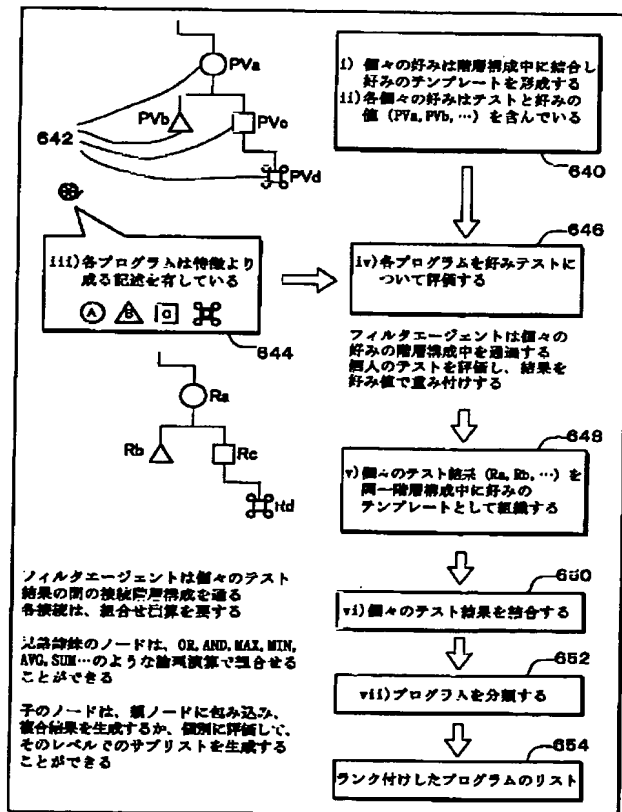 PVa
PVb
PVc
PVd
642
i) 個々の好みは階層構成中に結合し
好みのテンプレートを形成する
ii)各個々の好みはテストと好みの
値 (PVa, PVb, …) を含んでいる
640
iii)各プログラムは特徴より
成る記述を有している
A B C
644
646
iv)各プログラムを好みテストに
ついて評価する
フィルタエージェントは個々の
好みの階層構成中を通過する
個人のテストを評価し、結果を
好み値で重み付けする
Ra
Rb
Rc
Rd
648
v)個々のテスト結果 (Ra, Rb, …) を
同一階層構成中に好みの
テンプレートとして組織する
フィルタエージェントは個々のテスト
結果の間の接続階層構成を通る
各接続は、組合せ演算を要する
兄弟姉妹のノードは、OR, AND, MAX, MIN,
AVG, SUM…のような論理演算で組合せる
ことができる
子のノードは、親ノードに包み込み、
複合結果を生成するか、個別に評価して、
そのレベルでのサブリストを生成する
ことができる
650
vi)個々のテスト結果を結合する
652
vii)プログラムを分類する
654
ランク付けしたプログラムのリスト